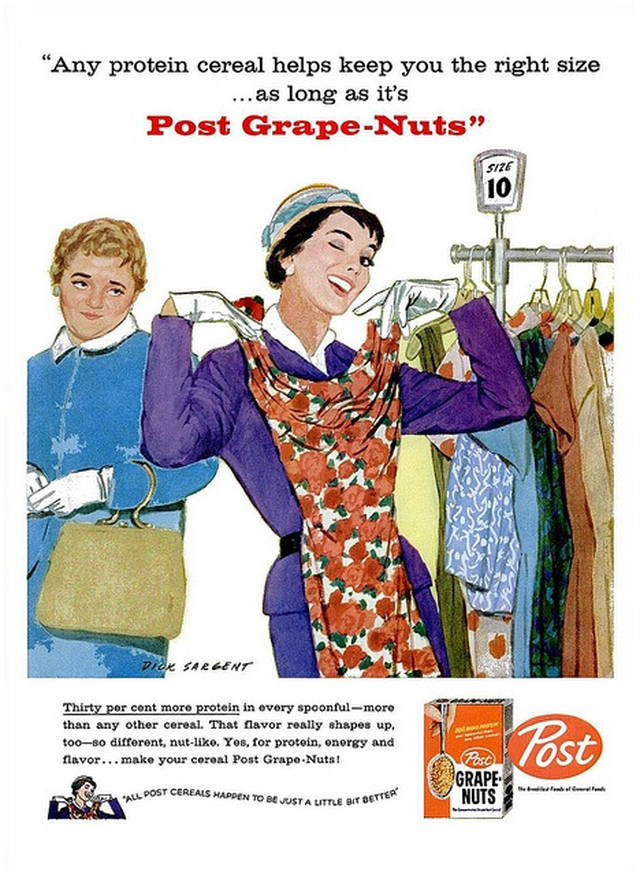 “Any protein cereal helps keep you the right size
...as long as it's
Post Grape-Nuts”
SIZE
10
DICK SARGENT
Thirty per cent more protein in every spoonful—more
than any other cereal. That flavor really shapes up,
too—so different, nut-like. Yes, for protein, energy and
flavor...make your cereal Post Grape-Nuts!
"ALL POST CEREALS HAPPEN TO BE JUST A LITTLE BIT BETTER"
Post
GRAPE-
NUTS
Post
The Breakfast Foods of General Foods